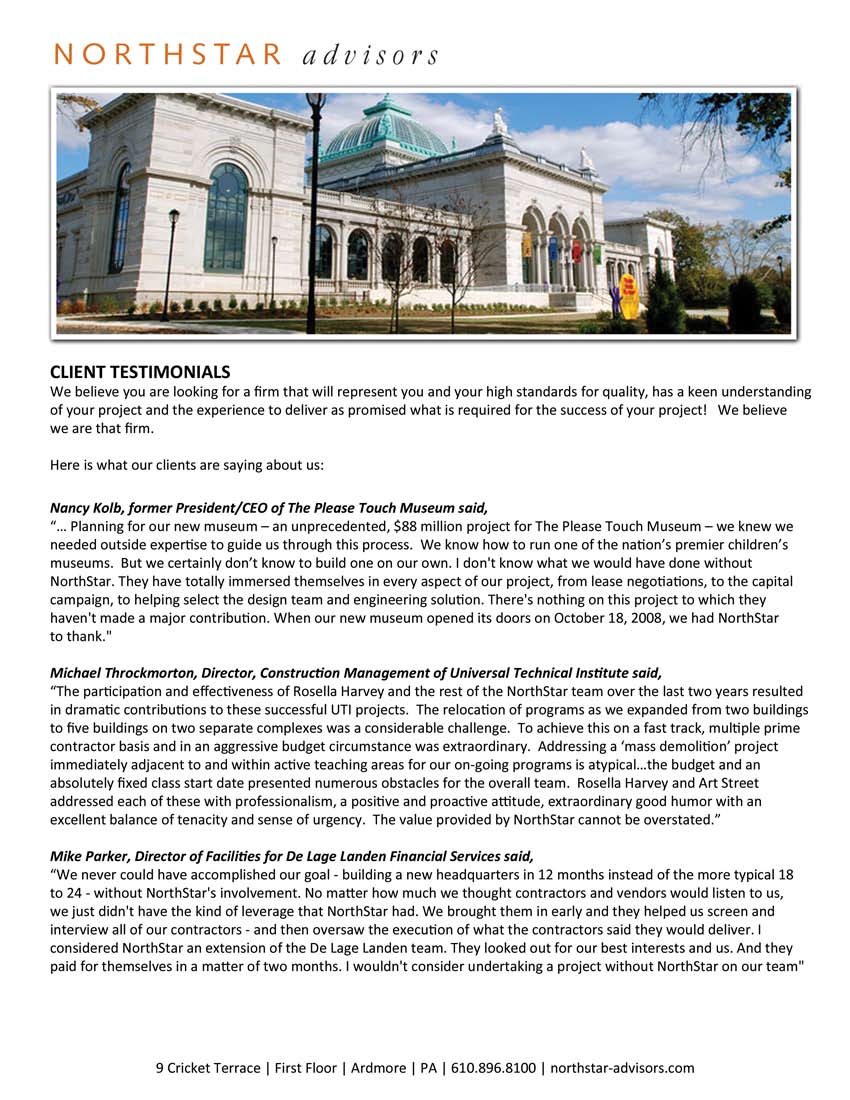 NORTHSTAR advisors
CLIENT TESTIMONIALS
We believe you are looking for a firm that will represent you and your high standards for quality, has a keen understanding
of your project and the experience to deliver as promised what is required for the success of your project!   We believe
we are that firm.
Here is what our clients are saying about us:
Nancy Kolb, former President/CEO of The Please Touch Museum said,
“… Planning for our new museum – an unprecedented, $88 million project for The Please Touch Museum – we knew we
needed outside expertise to guide us through this process.  We know how to run one of the nation’s premier children’s
museums.  But we certainly don’t know to build one on our own. I don't know what we would have done without
NorthStar. They have totally immersed themselves in every aspect of our project, from lease negotiations, to the capital
campaign, to helping select the design team and engineering solution. There's nothing on this project to which they
haven't made a major contribution. When our new museum opened its doors on October 18, 2008, we had NorthStar
to thank."
Michael Throckmorton, Director, Construction Management of Universal Technical Institute said,
“The participation and effectiveness of Rosella Harvey and the rest of the NorthStar team over the last two years resulted
in dramatic contributions to these successful UTI projects.  The relocation of programs as we expanded from two buildings
to five buildings on two separate complexes was a considerable challenge.  To achieve this on a fast track, multiple prime
contractor basis and in an aggressive budget circumstance was extraordinary.  Addressing a ‘mass demolition’ project
immediately adjacent to and within active teaching areas for our on-going programs is atypical…the budget and an
absolutely fixed class start date presented numerous obstacles for the overall team.  Rosella Harvey and Art Street
addressed each of these with professionalism, a positive and proactive attitude, extraordinary good humor with an
excellent balance of tenacity and sense of urgency.  The value provided by NorthStar cannot be overstated.”
Mike Parker, Director of Facilities for De Lage Landen Financial Services said,
“We never could have accomplished our goal - building a new headquarters in 12 months instead of the more typical 18
to 24 - without NorthStar's involvement. No matter how much we thought contractors and vendors would listen to us,
we just didn't have the kind of leverage that NorthStar had. We brought them in early and they helped us screen and
interview all of our contractors - and then oversaw the execution of what the contractors said they would deliver. I
considered NorthStar an extension of the De Lage Landen team. They looked out for our best interests and us. And they
paid for themselves in a matter of two months. I wouldn't consider undertaking a project without NorthStar on our team"
9 Cricket Terrace | First Floor | Ardmore | PA | 610.896.8100 | northstar-advisors.com